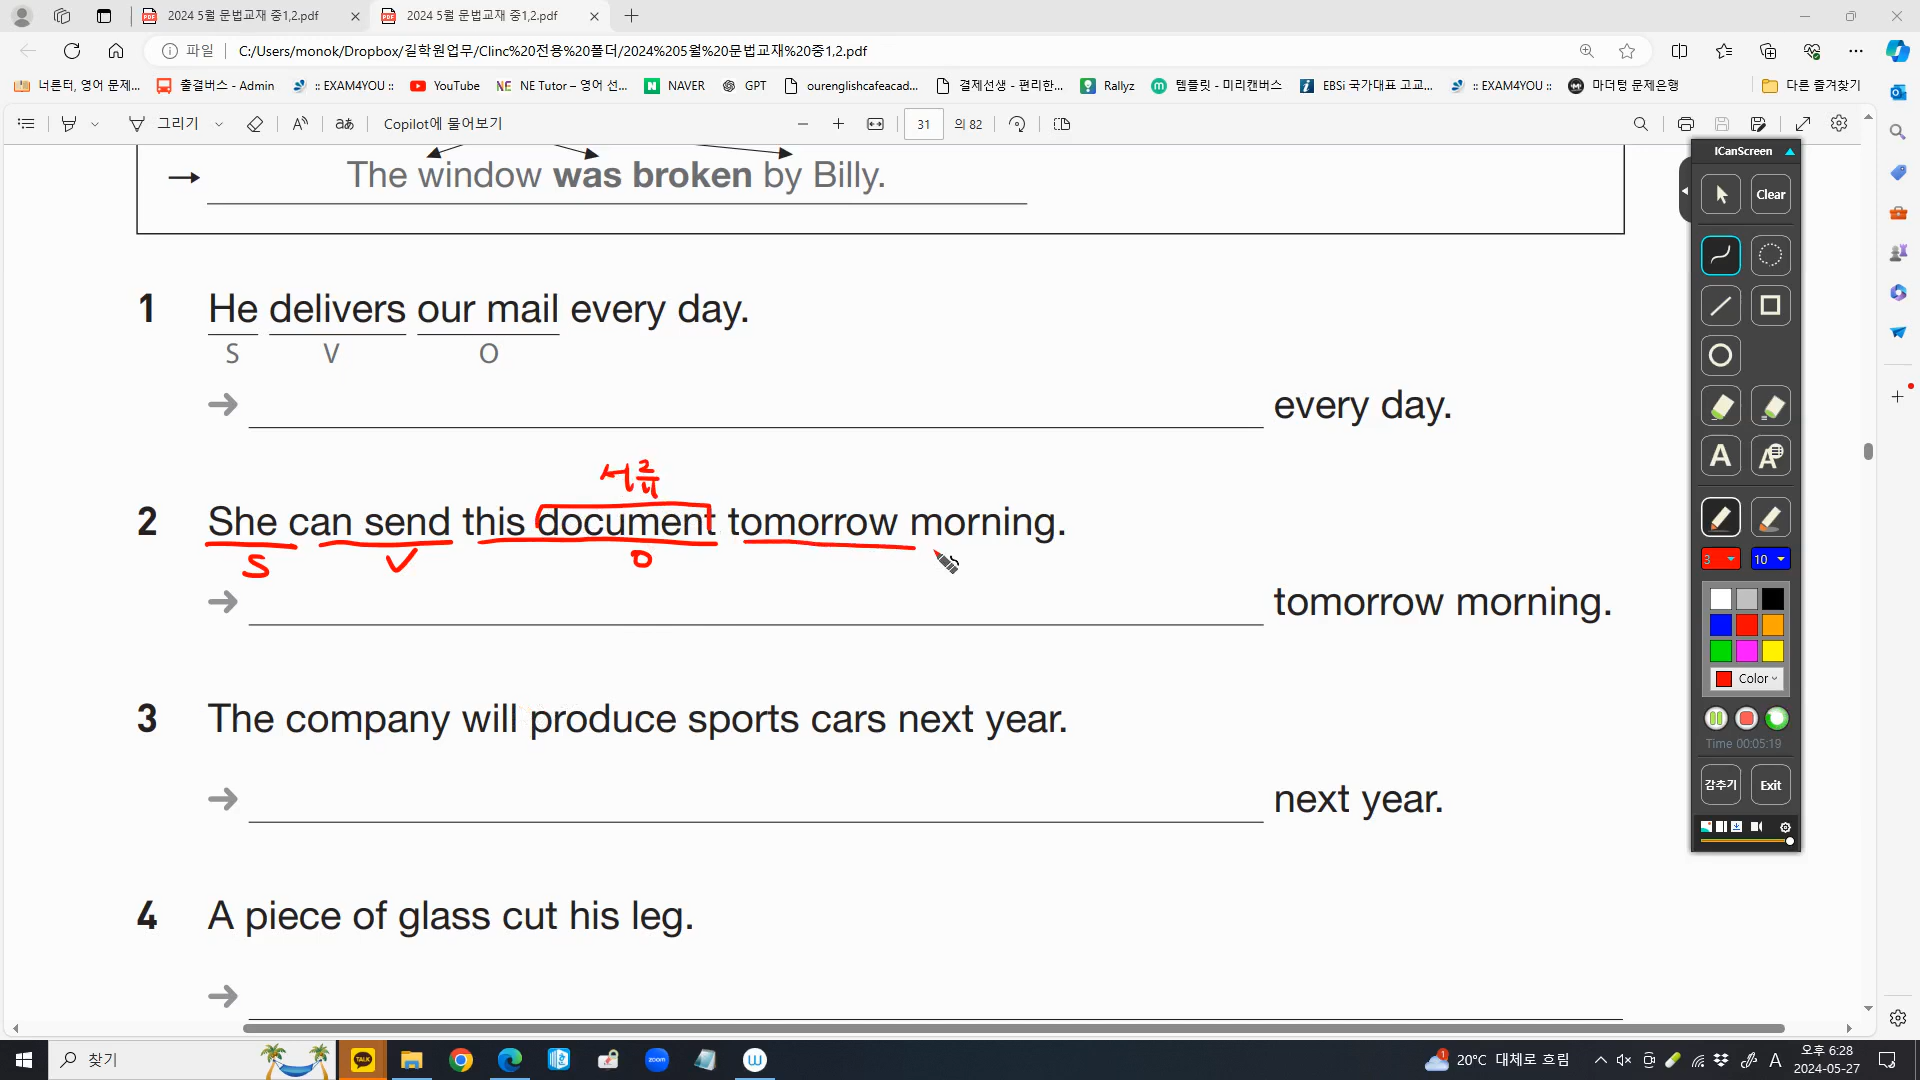 2024 5월 문법교재 중1,2.pdf
2024 5월 문법교재 중1,2.pdf
파일
C:/Users/monok/Dropbox/길학원업무/Clinc%20전용%20폴더/2024%205월%20문법교재%20중1,2.pdf
너른터, 영어 문제...
출결버스 - Admin
:: EXAM4YOU ::
YouTube
NE Tutor – 영어 선...
NAVER
GPT
ourenglishcafeacad...
결제선생 - 편리한...
Rallyz
템플릿 - 미리캔버스
EBSi 국가대표 고교...
:: EXAM4YOU ::
마더텅 문제은행
다른 즐겨찾기
그리기
Copilot에 물어보기
31
의 82
The window was broken by Billy.
1 He delivers our mail every day.
S V O
every day.
서류
2 She can send this document tomorrow morning.
S V O
tomorrow morning.
3 The company will produce sports cars next year.
next year.
4 A piece of glass cut his leg.
ICanScreen
Clear
A
3
10
Color
Time 00:05:19
감추기
Exit
찾기
TALK
zoom
20°C 대체로 흐림
A
오후 6:28
2024-05-27